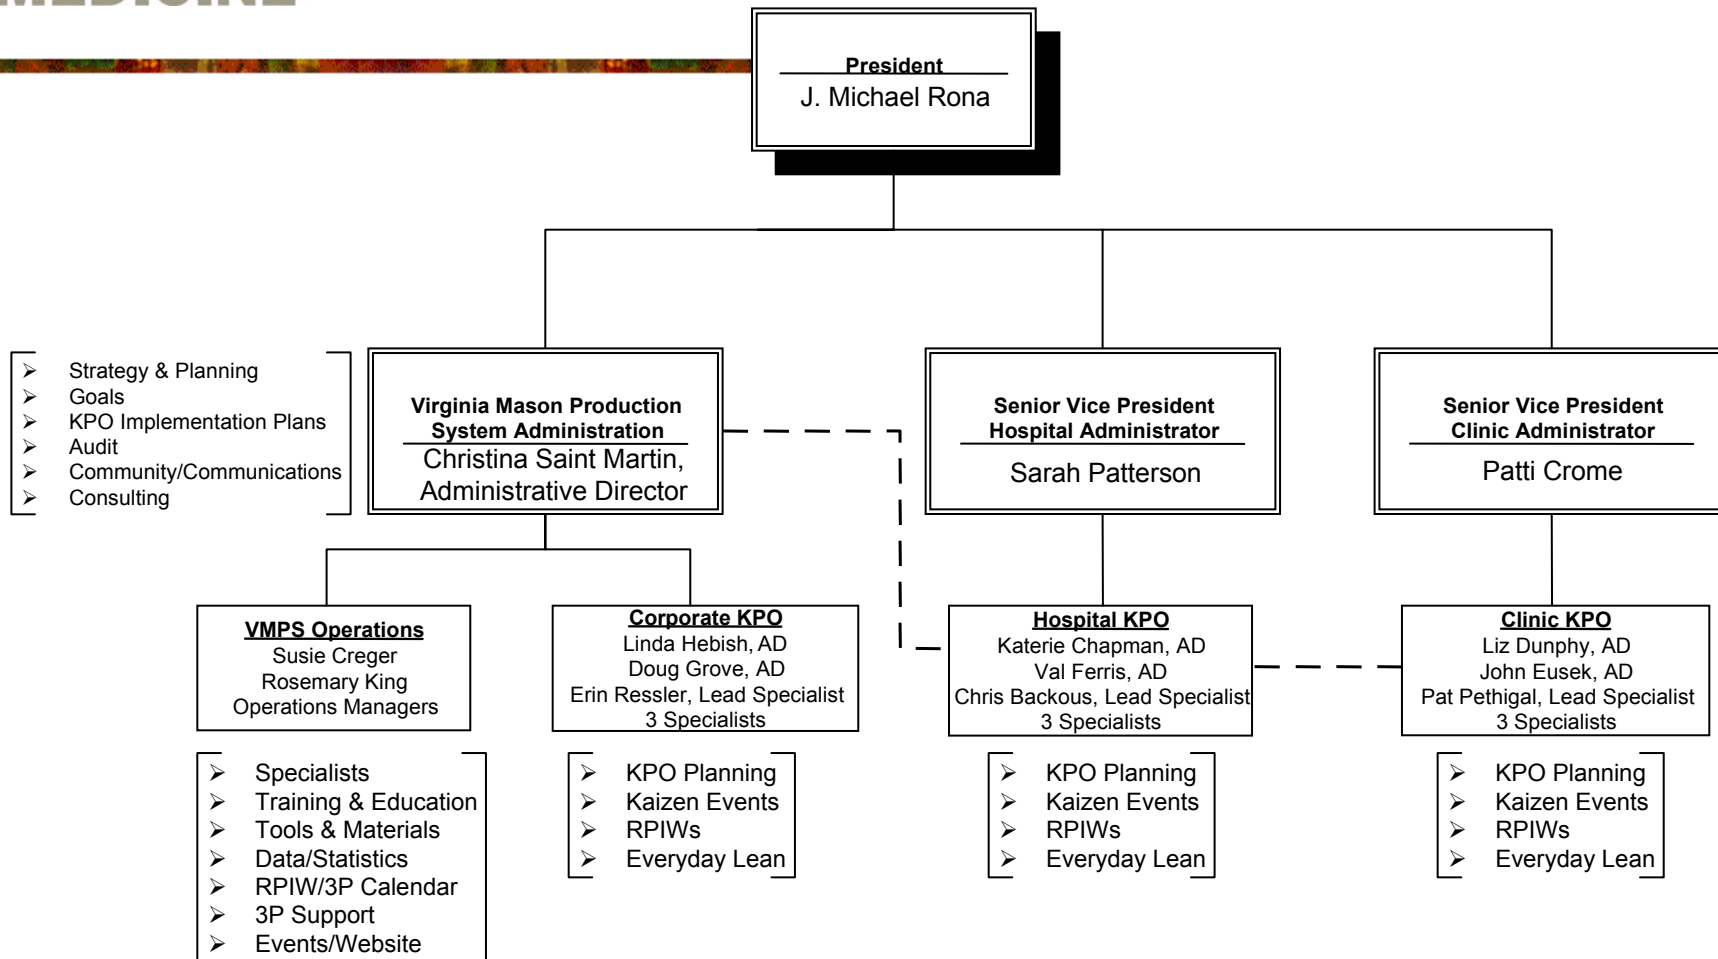 MEDICINE
President
J. Michael Rona
➢ Strategy & Planning
➢ Goals
➢ KPO Implementation Plans
➢ Audit
➢ Community/Communications
➢ Consulting
Virginia Mason Production
System Administration
Christina Saint Martin,
Administrative Director
Senior Vice President
Hospital Administrator
Sarah Patterson
Senior Vice President
Clinic Administrator
Patti Crome
VMPS Operations
Susie Creger
Rosemary King
Operations Managers
Corporate KPO
Linda Hebish, AD
Doug Grove, AD
Erin Ressler, Lead Specialist
3 Specialists
Hospital KPO
Katerie Chapman, AD
Val Ferris, AD
Chris Backous, Lead Specialist
3 Specialists
Clinic KPO
Liz Dunphy, AD
John Eusek, AD
Pat Pethigal, Lead Specialist
3 Specialists
➢ Specialists
➢ Training & Education
➢ Tools & Materials
➢ Data/Statistics
➢ RPIW/3P Calendar
➢ 3P Support
➢ Events/Website
➢ KPO Planning
➢ Kaizen Events
➢ RPIWs
➢ Everyday Lean
➢ KPO Planning
➢ Kaizen Events
➢ RPIWs
➢ Everyday Lean
➢ KPO Planning
➢ Kaizen Events
➢ RPIWs
➢ Everyday Lean